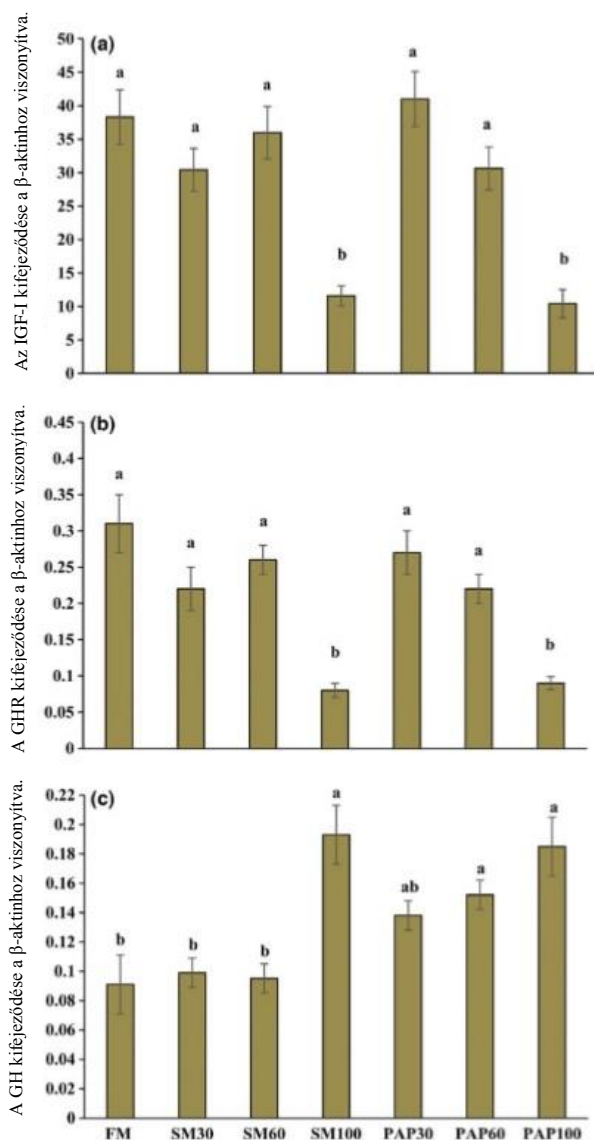 (a)
Az IGF-I kifejeződése a β-aktinhoz viszonyítva.
50
45
40
35
30
25
20
15
10
5
0
a
a
a
b
a
a
b
(b)
A GHR kifejeződése a β-aktinhoz viszonyítva.
0.45
0.4
0.35
0.3
0.25
0.2
0.15
0.1
0.05
0
a
a
a
b
a
a
b
(c)
A GH kifejeződése a β-aktinhoz viszonyítva.
0.22
0.2
0.18
0.16
0.14
0.12
0.1
0.08
0.06
0.04
0.02
0
b
b
b
a
ab
a
a
FM SM30 SM60 SM100 PAP30 PAP60 PAP100